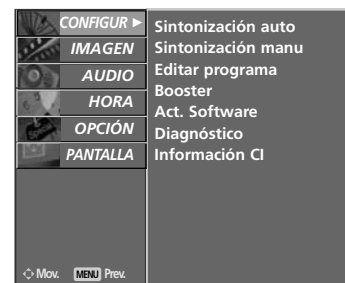 CONFIGUR ►
IMAGEN
AUDIO
HORA
OPCIÓN
PANTALLA
Mov. MENU Prev.
Sintonización auto
Sintonización manu
Editar programa
Booster
Act. Software
Diagnóstico
Información CI